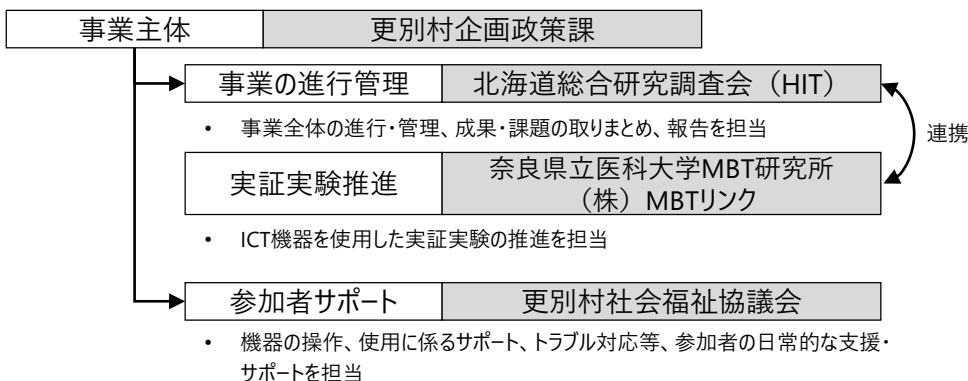 事業主体 更別村企画政策課
事業の進行管理 北海道総合研究調査会（HIT）
• 事業全体の進行・管理、成果・課題の取りまとめ、報告を担当
連携
実証実験推進 奈良県立医科大学MBT研究所
（株）MBTリンク
• ICT機器を使用した実証実験の推進を担当
参加者サポート 更別村社会福祉協議会
• 機器の操作、使用に係るサポート、トラブル対応等、参加者の日常的な支援・
サポートを担当